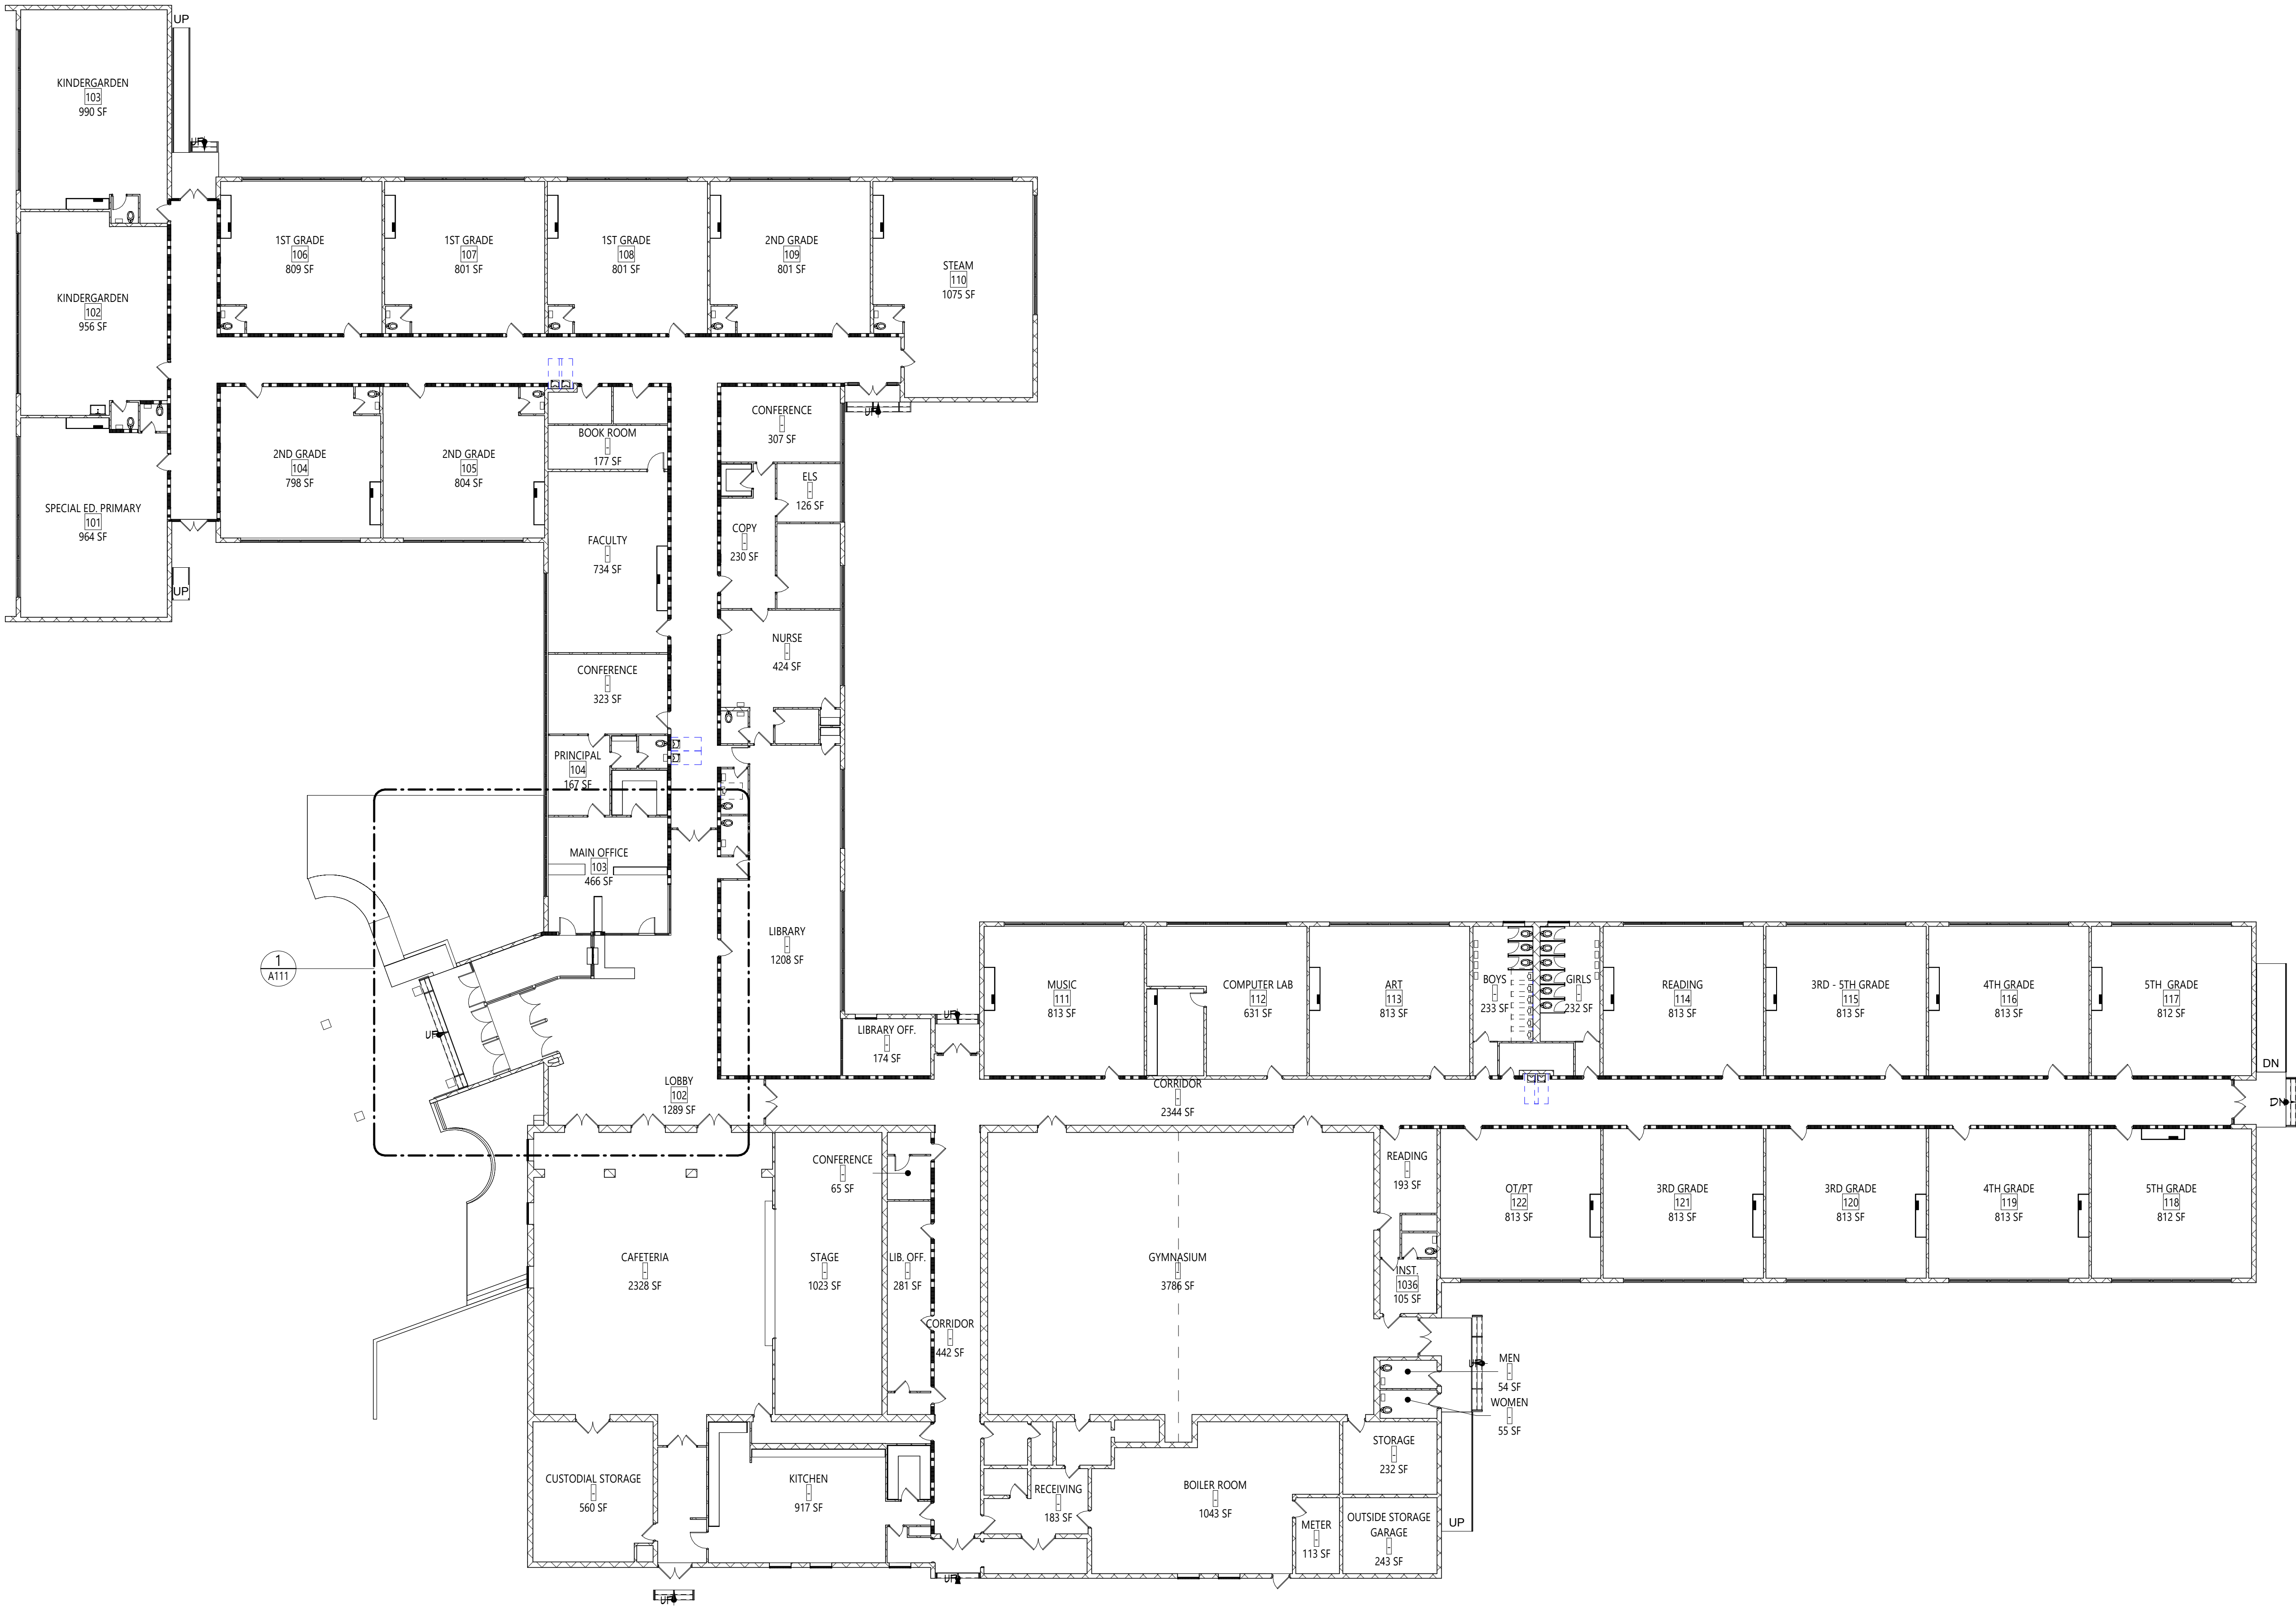 UP
KINDERGARDEN
103
990 SF
UP
KINDERGARDEN
102
956 SF
SPECIAL ED. PRIMARY
101
964 SF
UP
1ST GRADE
106
809 SF
1ST GRADE
107
801 SF
1ST GRADE
108
801 SF
2ND GRADE
109
801 SF
STEAM
110
1075 SF
UP
2ND GRADE
104
798 SF
2ND GRADE
105
804 SF
BOOK ROOM
-
177 SF
CONFERENCE
-
307 SF
ELS
-
126 SF
COPY
-
230 SF
FACULTY
-
734 SF
NURSE
-
424 SF
CONFERENCE
-
323 SF
PRINCIPAL
104
167 SF
MAIN OFFICE
103
466 SF
LIBRARY
-
1208 SF
1
A111
UP
LIBRARY OFF.
-
174 SF
UP
LOBBY
102
1289 SF
MUSIC
111
813 SF
COMPUTER LAB
112
631 SF
ART
113
813 SF
BOYS
-
233 SF
GIRLS
-
232 SF
READING
114
813 SF
3RD - 5TH GRADE
115
813 SF
4TH GRADE
116
813 SF
5TH  GRADE
117
812 SF
DN
DN
CORRIDOR
-
2344 SF
CONFERENCE
-
65 SF
READING
-
193 SF
OT/PT
122
813 SF
3RD GRADE
121
813 SF
3RD GRADE
120
813 SF
4TH GRADE
119
813 SF
5TH GRADE
118
812 SF
CAFETERIA
-
2328 SF
STAGE
-
1023 SF
LIB. OFF.
-
281 SF
GYMNASIUM
-
3786 SF
INST.
1036
105 SF
CORRIDOR
-
442 SF
UP
MEN
-
54 SF
WOMEN
-
55 SF
CUSTODIAL STORAGE
-
560 SF
KITCHEN
-
917 SF
RECEIVING
-
183 SF
BOILER ROOM
-
1043 SF
STORAGE
-
232 SF
METER
-
113 SF
OUTSIDE STORAGE
GARAGE
-
243 SF
UP
UP
UP